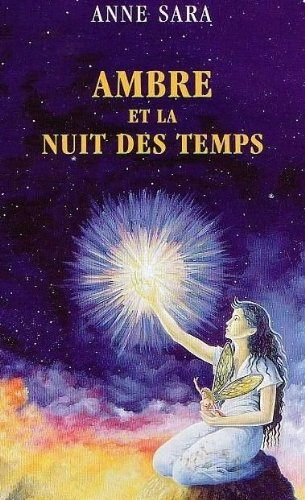 ANNE SARA
AMBRE
ET LA
NUIT DES TEMPS